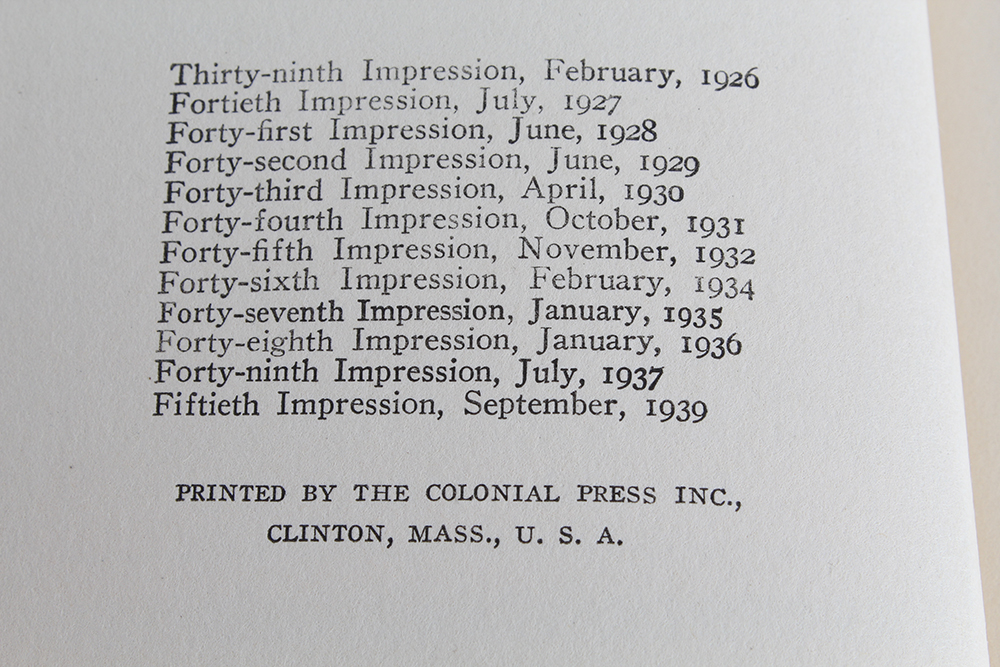 Thirty-ninth Impression, February, 1926
Fortieth Impression, July, 1927
Forty-first Impression, June, 1928
Forty-second Impression, June, 1929
Forty-third Impression, April, 1930
Forty-fourth Impression, October, 1931
Forty-fifth Impression, November, 1932
Forty-sixth Impression, February, 1934
Forty-seventh Impression, January, 1935
Forty-eighth Impression, January, 1936
Forty-ninth Impression, July, 1937
Fiftieth Impression, September, 1939
PRINTED BY THE COLONIAL PRESS INC.,
CLINTON, MASS., U. S. A.